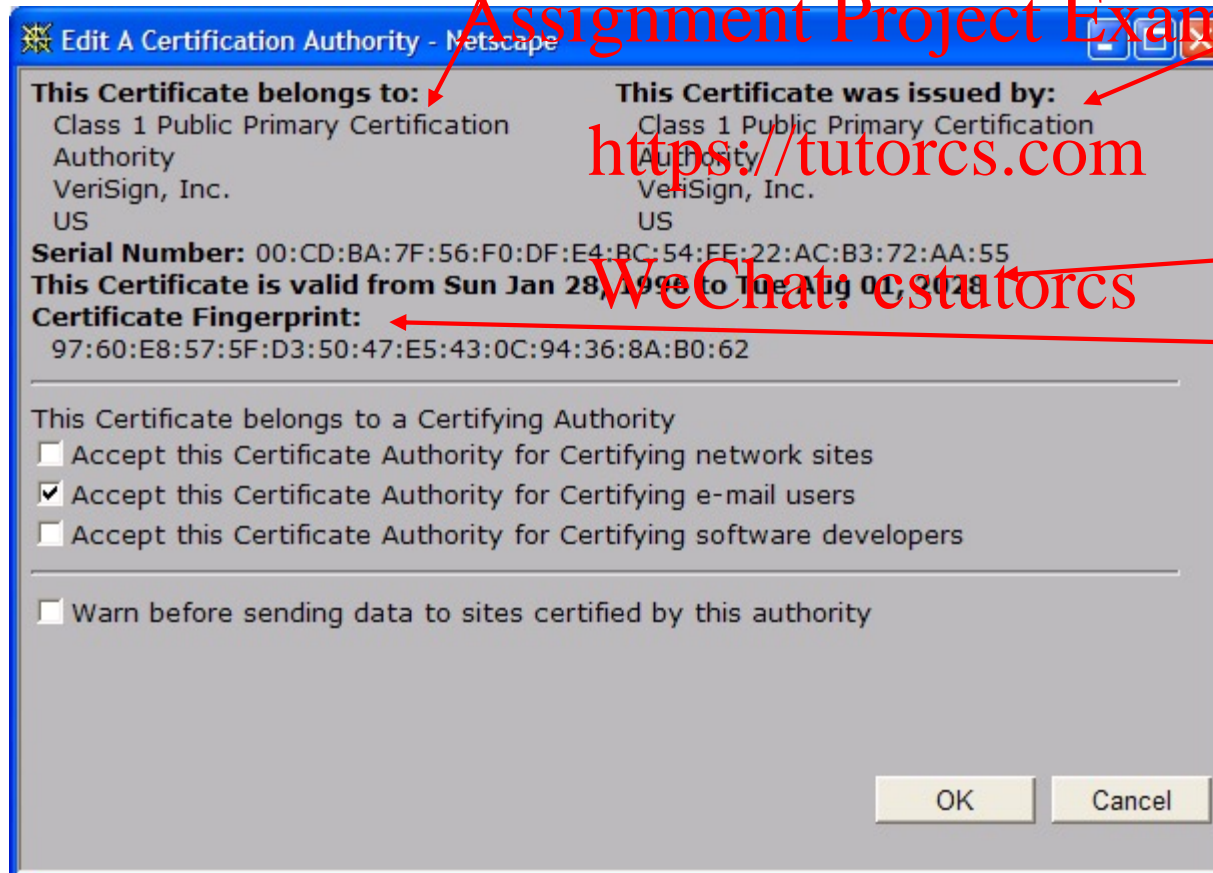 Assignment Project Exam
Edit A Certification Authority - Netscape
This Certificate belongs to:
Class 1 Public Primary Certification
Authority
VeriSign, Inc.
US
This Certificate was issued by:
Class 1 Public Primary Certification
Authority
VeriSign, Inc.
US
https://tutorcs.com
Serial Number: 00:CD:BA:7F:56:F0:DF:E4:BC:54:FE:22:AC:B3:72:AA:55
This Certificate is valid from Sun Jan 28, 1996 to Tue Aug 01, 2028
WeChat: cstutorcs
Certificate Fingerprint:
97:60:E8:57:5F:D3:50:47:E5:43:0C:94:36:8A:B0:62
This Certificate belongs to a Certifying Authority
Accept this Certificate Authority for Certifying network sites
Accept this Certificate Authority for Certifying e-mail users
Accept this Certificate Authority for Certifying software developers
Warn before sending data to sites certified by this authority
OK
Cancel